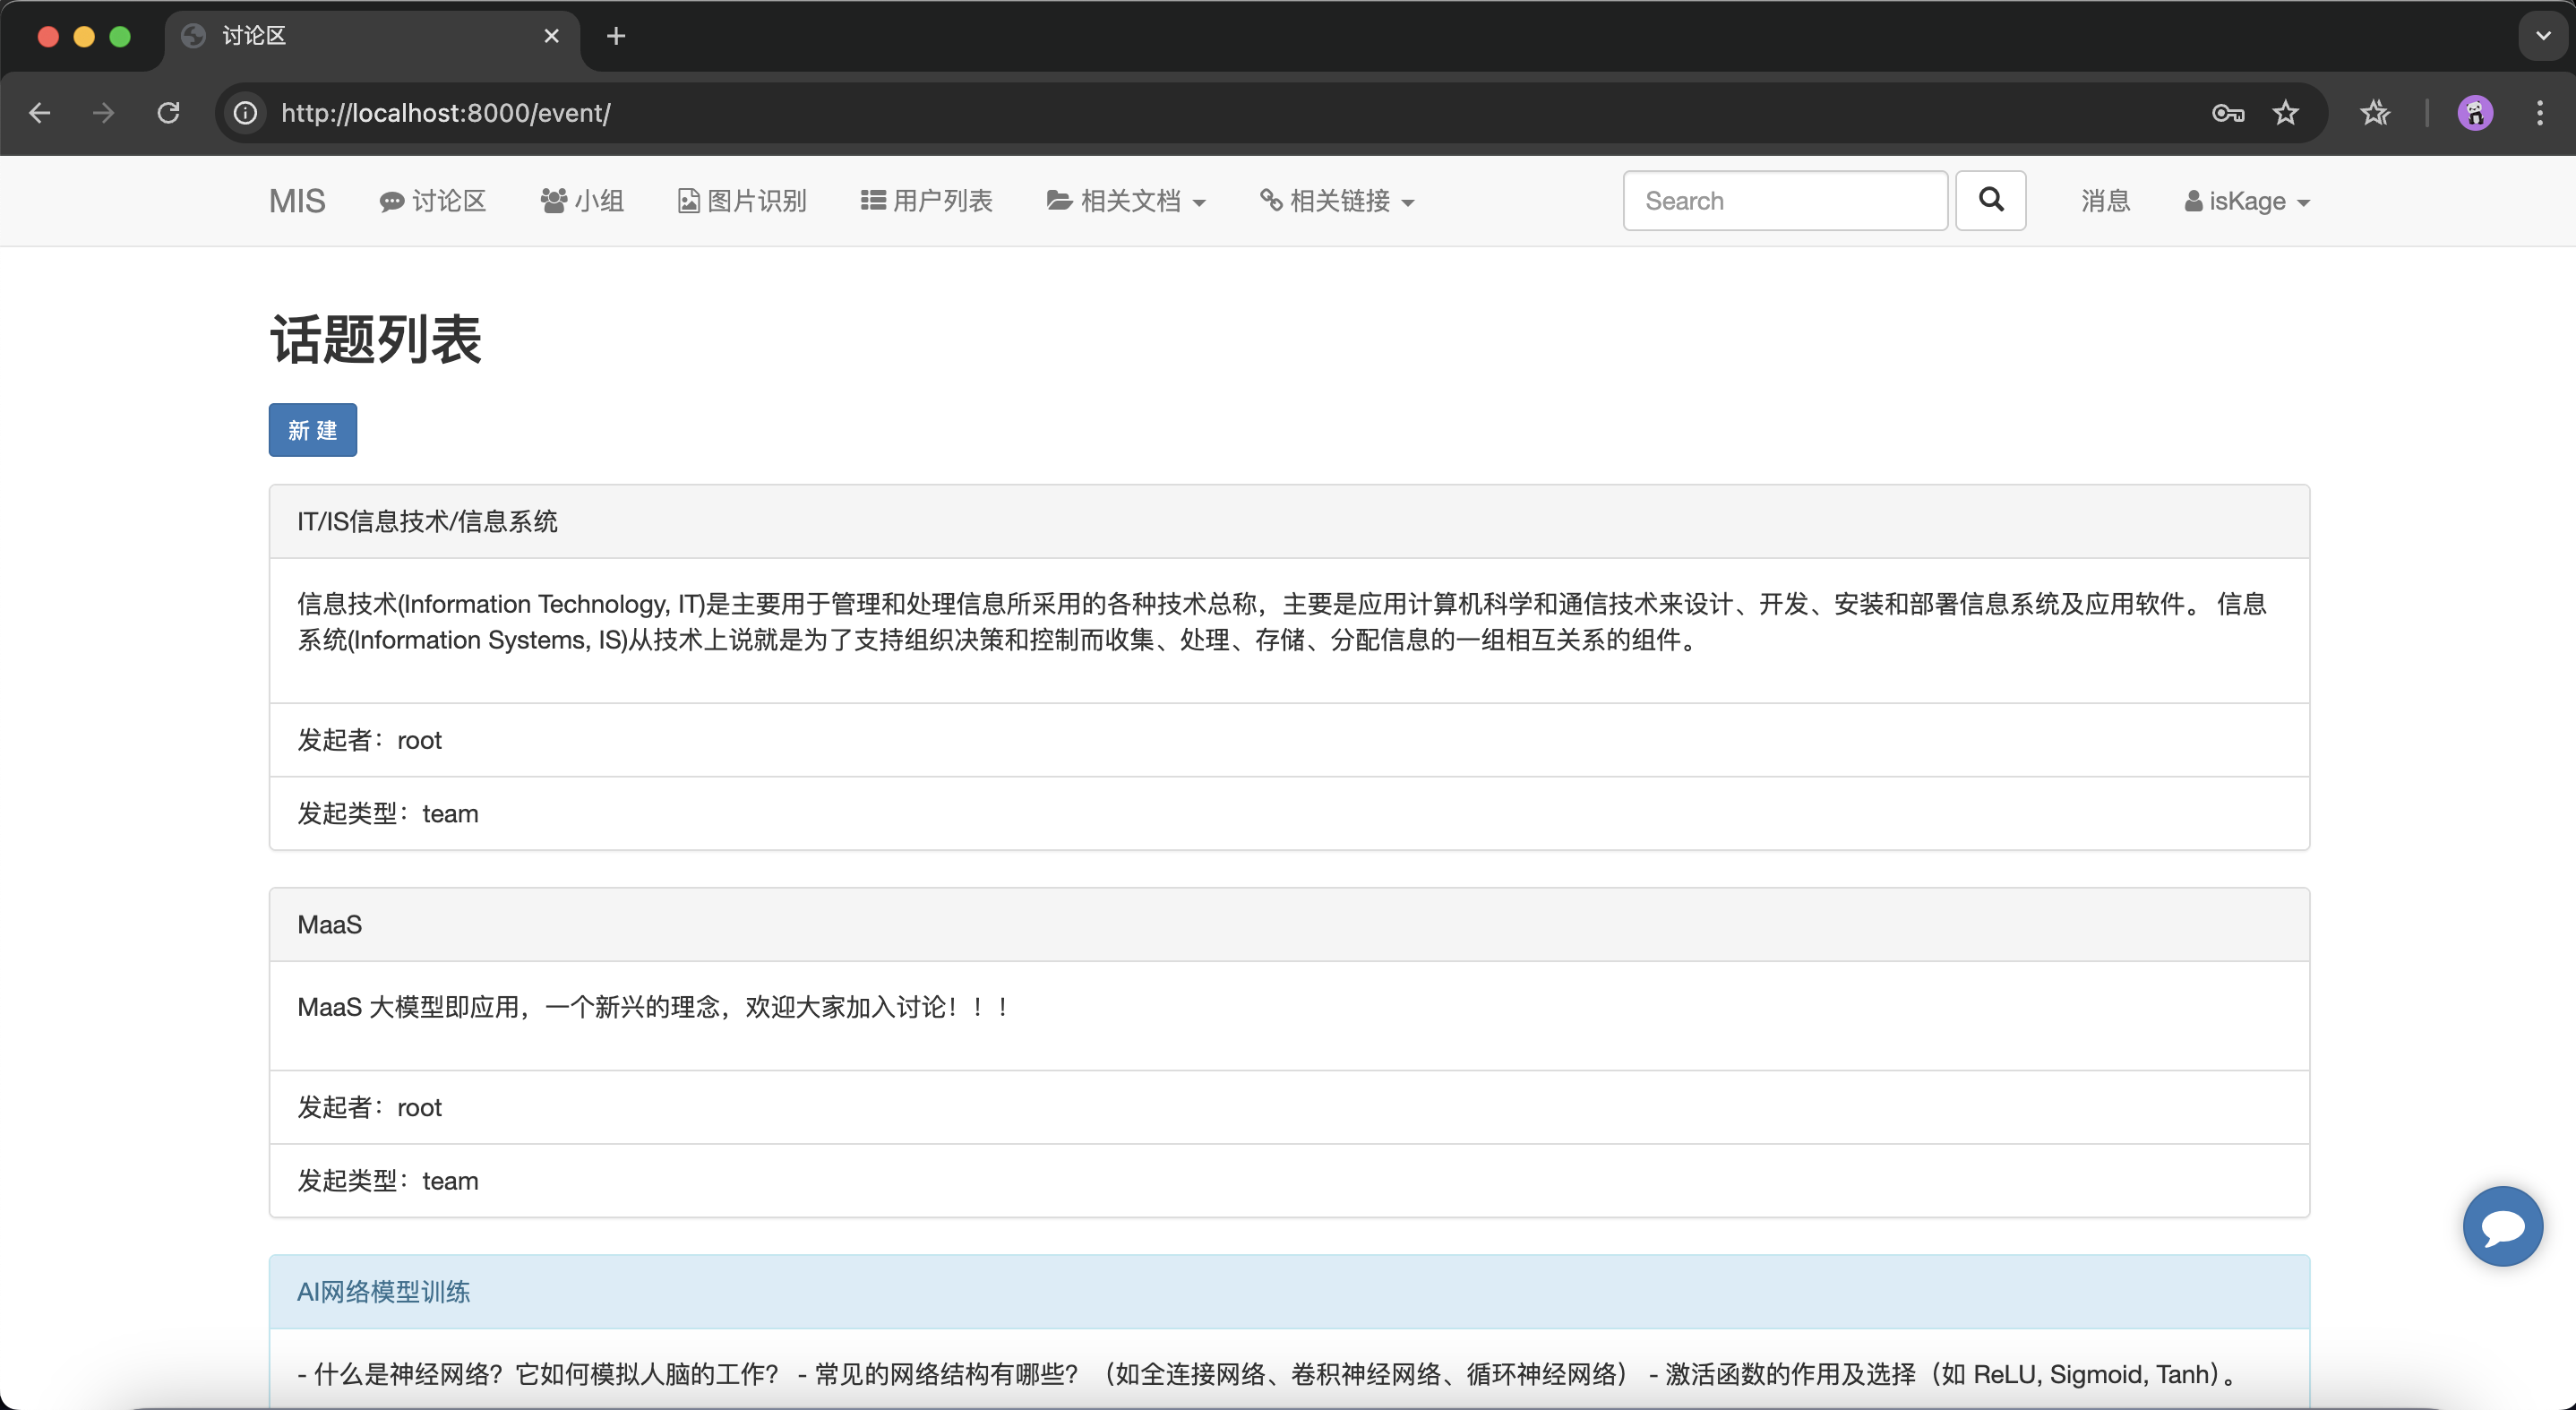 讨论区
http://localhost:8000/event/
MIS 讨论区 小组 图片识别 用户列表 相关文档 相关链接 Search 消息 isKage
话题列表
新 建
IT/IS信息技术/信息系统
信息技术(Information Technology, IT)是主要用于管理和处理信息所采用的各种技术总称，主要是应用计算机科学和通信技术来设计、开发、安装和部署信息系统及应用软件。 信息
系统(Information Systems, IS)从技术上说就是为了支持组织决策和控制而收集、处理、存储、分配信息的一组相互关系的组件。
发起者：root
发起类型：team
MaaS
MaaS 大模型即应用，一个新兴的理念，欢迎大家加入讨论！！！
发起者：root
发起类型：team
AI网络模型训练
- 什么是神经网络？它如何模拟人脑的工作？ - 常见的网络结构有哪些？（如全连接网络、卷积神经网络、循环神经网络） - 激活函数的作用及选择（如 ReLU, Sigmoid, Tanh）。